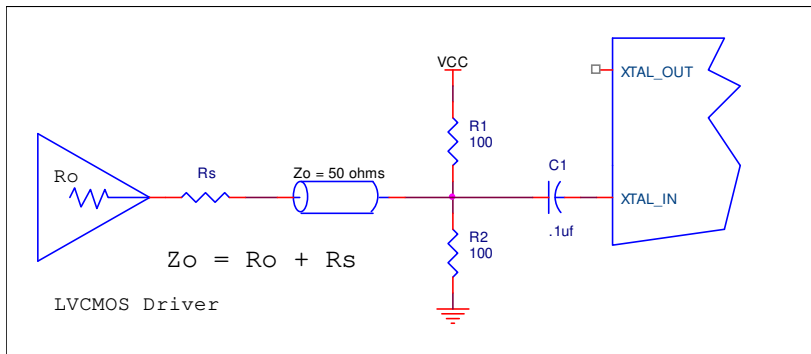 VCC
XTAL_OUT
R1
100
Ro
Rs
Zo = 50 ohms
C1
XTAL_IN
.1uf
R2
100
Zo = Ro + Rs
LVCMOS Driver